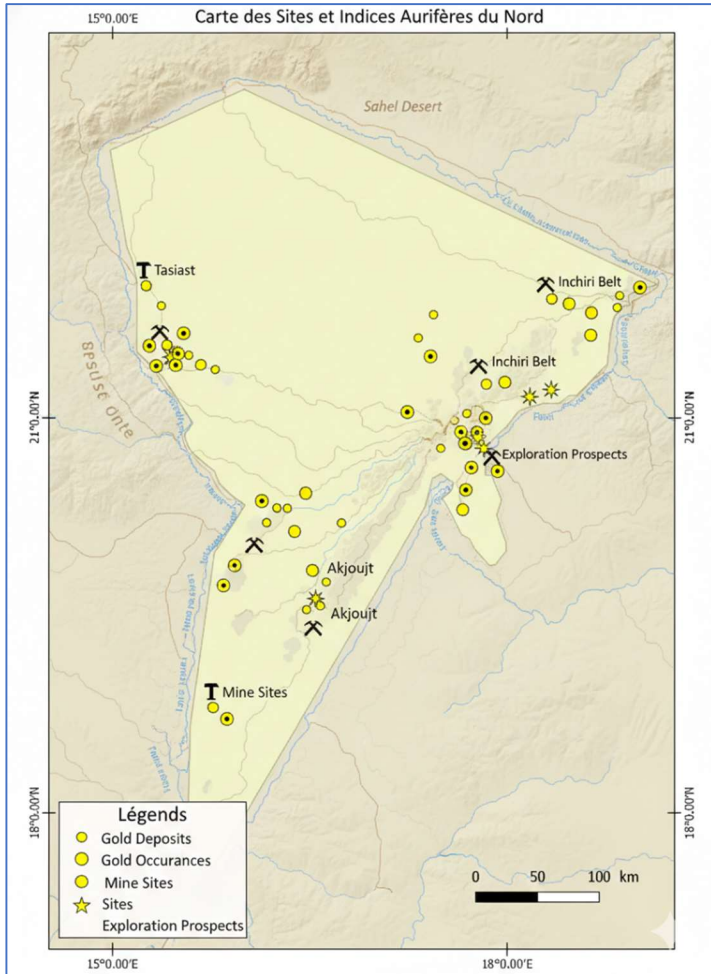 Carte des Sites et Indices Aurifères du Nord
15°0.00'E
18°0.00'E
Sahel Desert
Tasiast
Inchiri Belt
Inchiri Belt
21°0.00'N
21°0.00'N
Exploration Prospects
Akjoujt
Akjoujt
Mine Sites
18°0.00'N
18°0.00'N
Légends
Gold Deposits
Gold Occurances
Mine Sites
Sites
Exploration Prospects
0 50 100 km
15°0.00'E
18°0.00'E